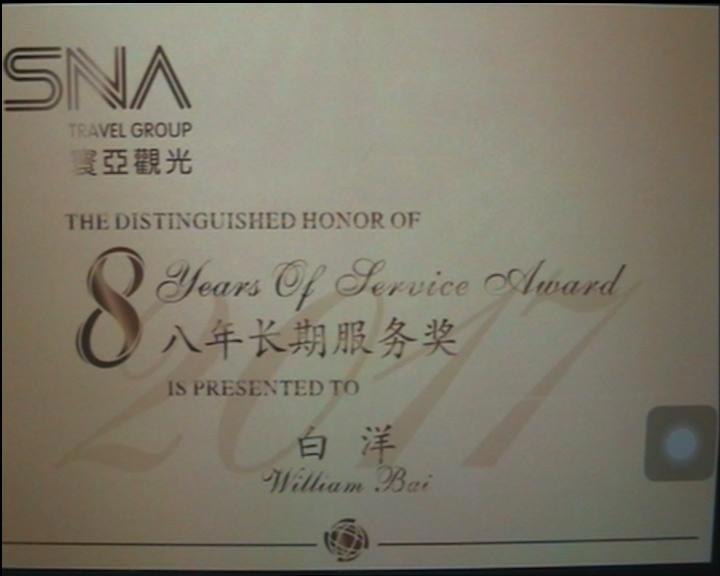 SNA
TRAVEL GROUP
寰亞觀光
THE DISTINGUISHED HONOR OF
8 Years Of Service Award
八年长期服务奖
2017
IS PRESENTED TO
白 洋
William Bai